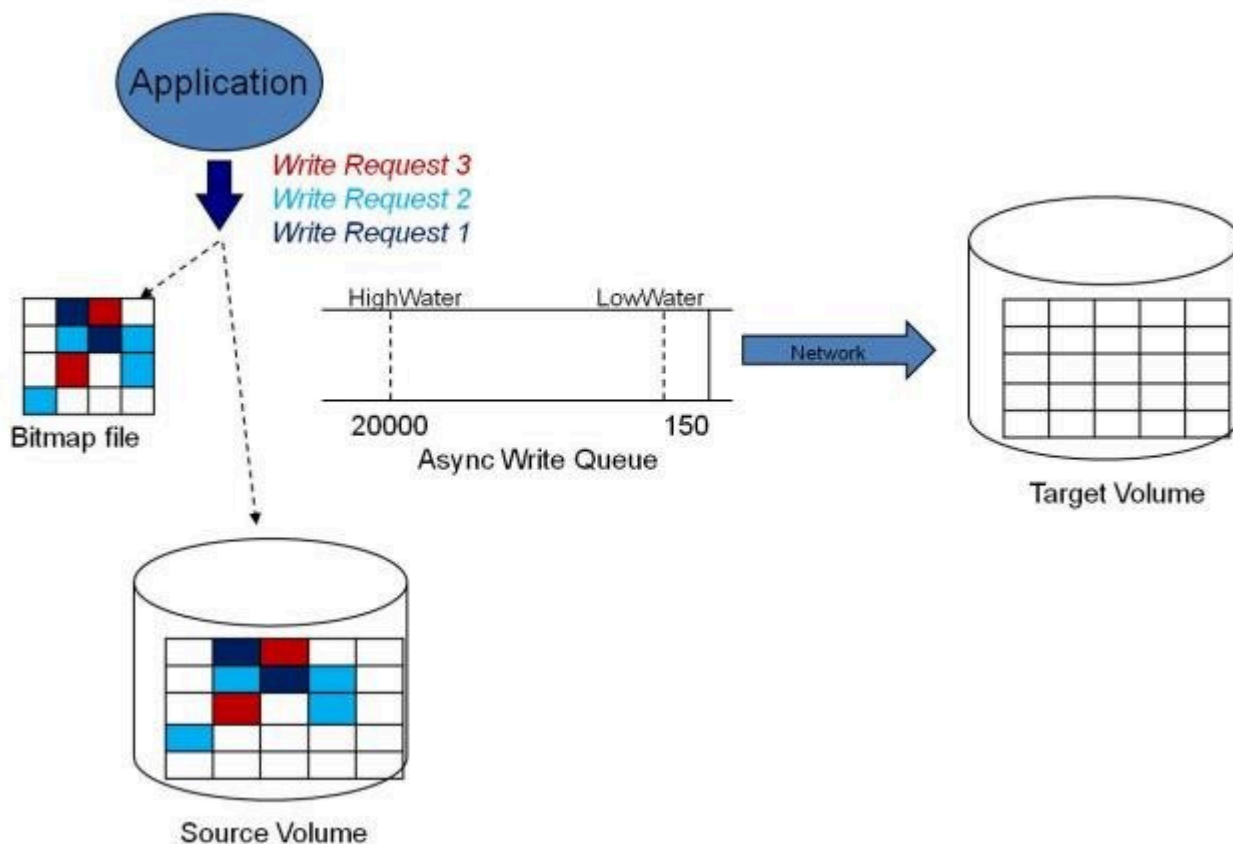 Application
Write Request 3
Write Request 2
Write Request 1
HighWater
LowWater
Network
Bitmap file
20000
150
Async Write Queue
Target Volume
Source Volume